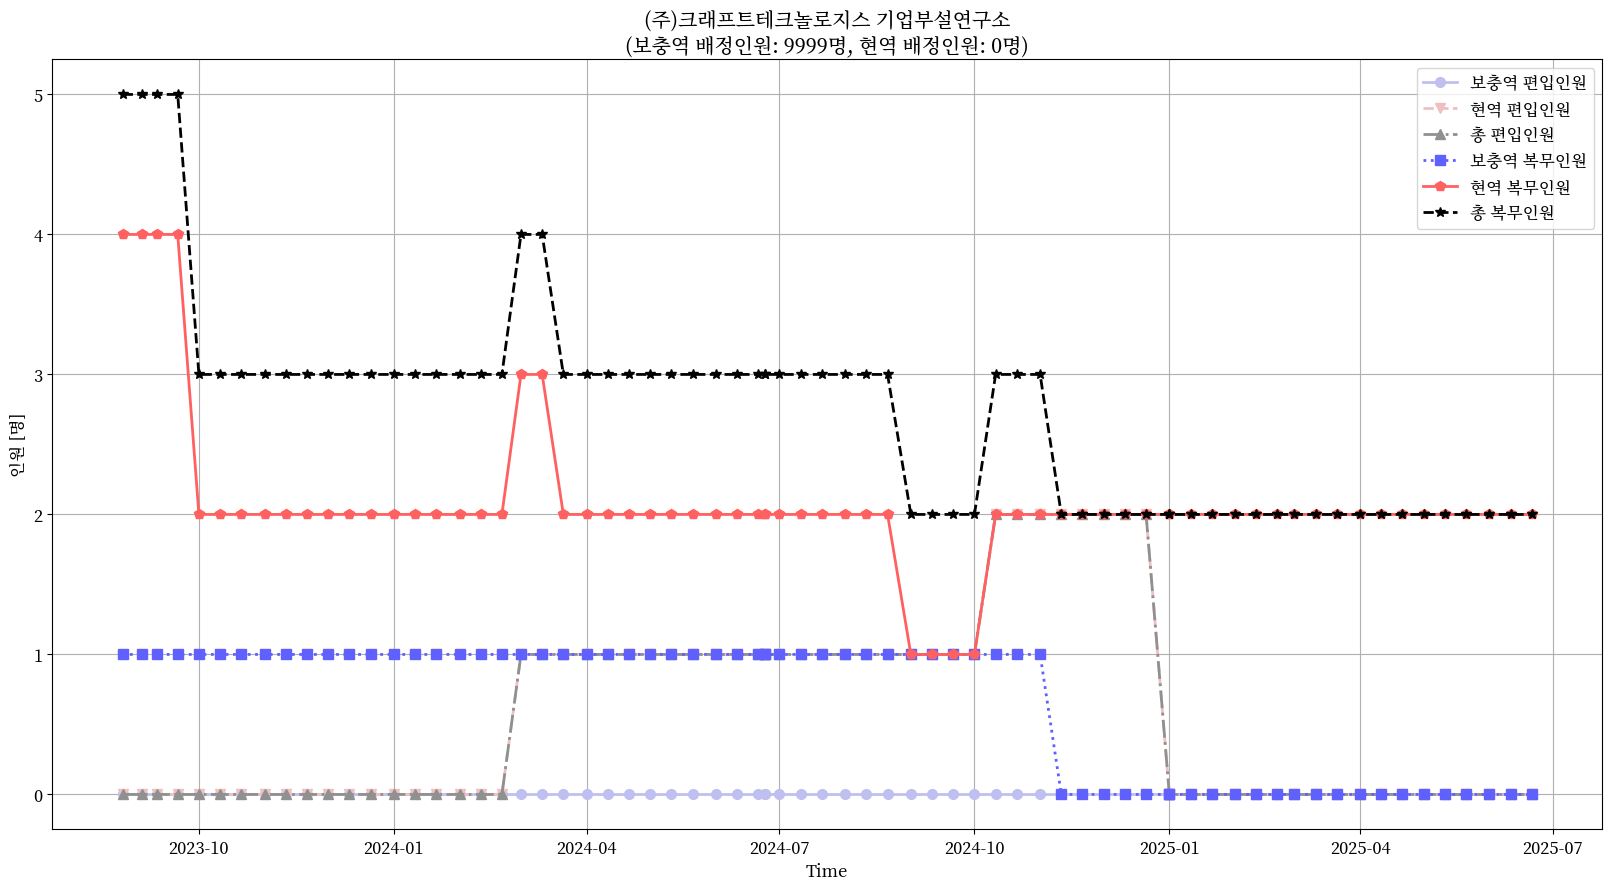 (주)크래프트테크놀로지스 기업부설연구소
(보충역 배정인원: 9999명, 현역 배정인원: 0명)
보충역 편입인원
현역 편입인원
총 편입인원
보충역 복무인원
현역 복무인원
총 복무인원
인원 [명]
5
4
3
2
1
0
2023-10
2024-01
2024-04
2024-07
2024-10
2025-01
2025-04
2025-07
Time